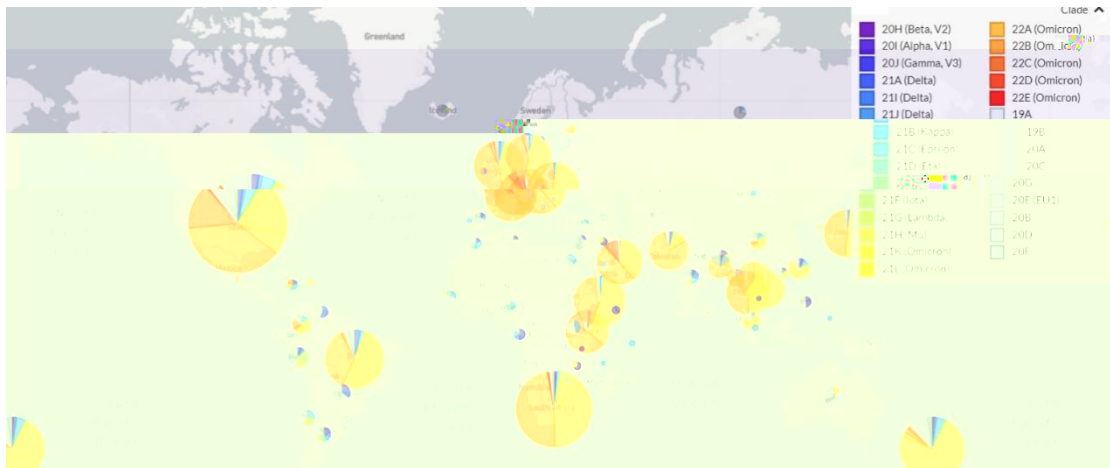 Clade
Greenland
20H (Beta, V2)
20I (Alpha, V1)
20J (Gamma, V3)
21A (Delta)
21I (Delta)
21J (Delta)
21B (Kappa)
21C (Epsilon)
21D (Eta)
21F (Iota)
21G (Lambda)
21H (Mu)
21K (Omicron)
21L (Omicron)
22A (Omicron)
22B
22C (Omicron)
22D (Omicron)
22E (Omicron)
19A
19B
20A
20C
20G
20E (EU1)
20B
20D
20F
Iceland
Sweden